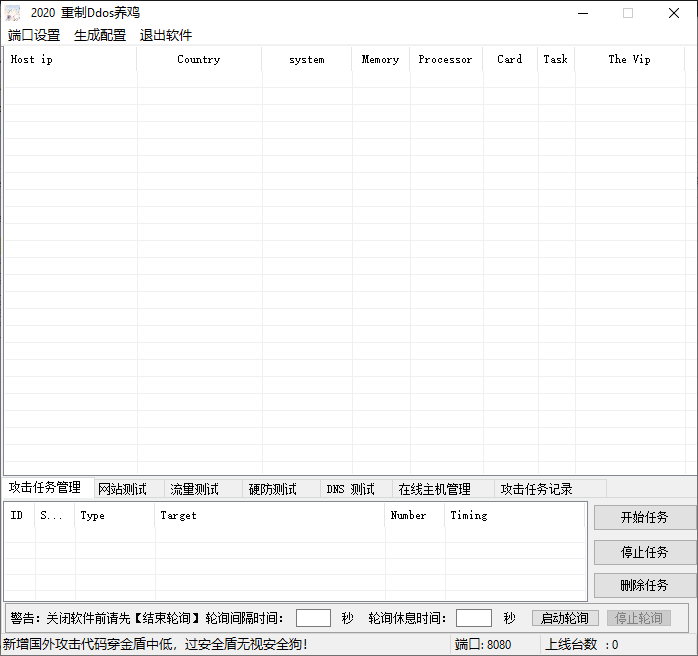 2020 重制Ddos养鸡
端口设置 生成配置 退出软件
Host ip Country system Memory Processor Card Task The Vip
攻击任务管理 网站测试 流量测试 硬防测试 DNS 测试 在线主机管理 攻击任务记录
ID S... Type Target Number Timing
开始任务
停止任务
删除任务
警告：关闭软件前请先【结束轮询】轮询间隔时间： 秒 轮询休息时间： 秒 启动轮询 停止轮询
新增国外攻击代码穿金盾中低，过安全盾无视安全狗！ 端口: 8080 上线台数 : 0